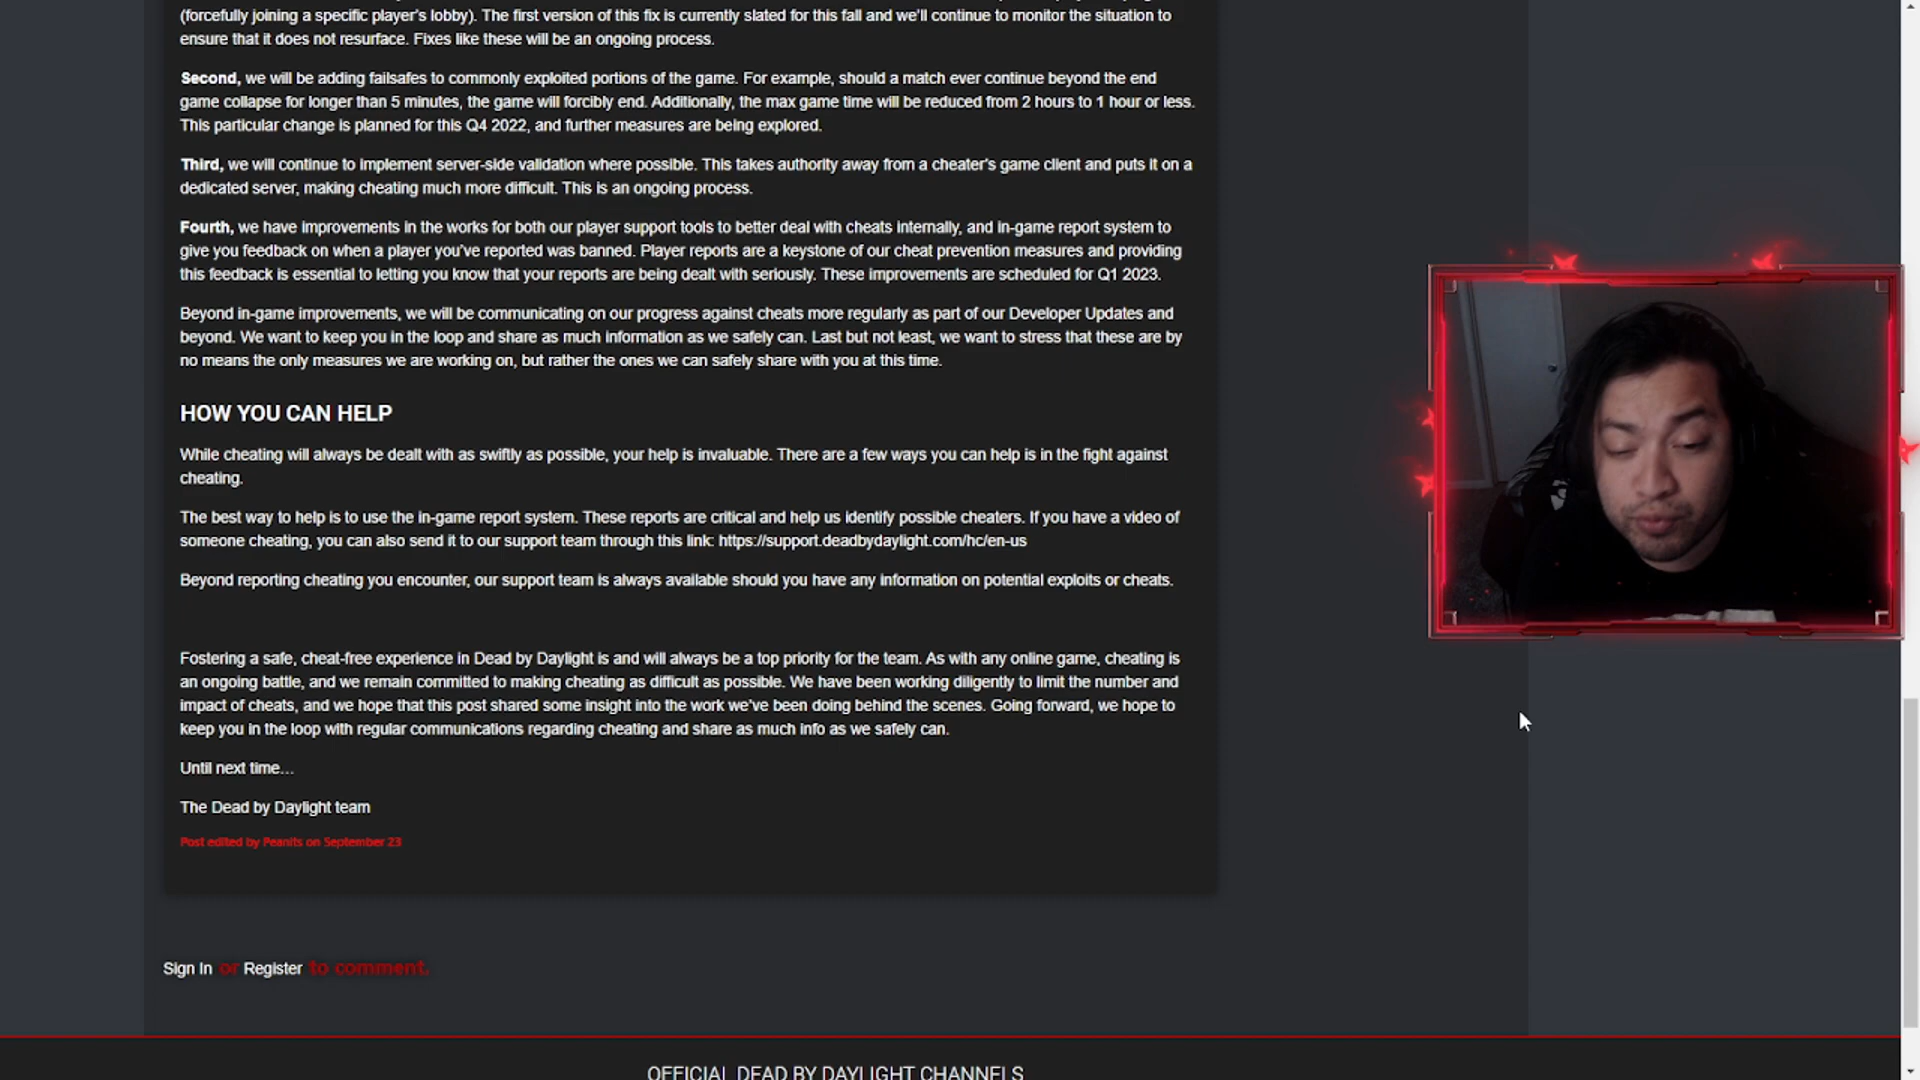 (forcefully joining a specific player's lobby). The first version of this fix is currently slated for this fall and we'll continue to monitor the situation to
ensure that it does not resurface. Fixes like these will be an ongoing process.
Second, we will be adding failsafes to commonly exploited portions of the game. For example, should a match ever continue beyond the end
game collapse for longer than 5 minutes, the game will forcibly end. Additionally, the max game time will be reduced from 2 hours to 1 hour or less.
This particular change is planned for this Q4 2022, and further measures are being explored.
Third, we will continue to implement server-side validation where possible. This takes authority away from a cheater's game client and puts it on a
dedicated server, making cheating much more difficult. This is an ongoing process.
Fourth, we have improvements in the works for both our player support tools to better deal with cheats internally, and in-game report system to
give you feedback on when a player you've reported was banned. Player reports are a keystone of our cheat prevention measures and providing
this feedback is essential to letting you know that your reports are being dealt with seriously. These improvements are scheduled for Q1 2023.
Beyond in-game improvements, we will be communicating on our progress against cheats more regularly as part of our Developer Updates and
beyond. We want to keep you in the loop and share as much information as we safely can. Last but not least, we want to stress that these are by
no means the only measures we are working on, but rather the ones we can safely share with you at this time.
HOW YOU CAN HELP
While cheating will always be dealt with as swiftly as possible, your help is invaluable. There are a few ways you can help is in the fight against
cheating.
The best way to help is to use the in-game report system. These reports are critical and help us identify possible cheaters. If you have a video of
someone cheating, you can also send it to our support team through this link: https://support.deadbydaylight.com/hc/en-us
Beyond reporting cheating you encounter, our support team is always available should you have any information on potential exploits or cheats.
Fostering a safe, cheat-free experience in Dead by Daylight is and will always be a top priority for the team. As with any online game, cheating is
an ongoing battle, and we remain committed to making cheating as difficult as possible. We have been working diligently to limit the number and
impact of cheats, and we hope that this post shared some insight into the work we've been doing behind the scenes. Going forward, we hope to
keep you in the loop with regular communications regarding cheating and share as much info as we safely can.
Until next time…
The Dead by Daylight team
Post edited by Peanits on September 23
Sign In or Register to comment.
OFFICIAL DEAD BY DAYLIGHT CHANNELS